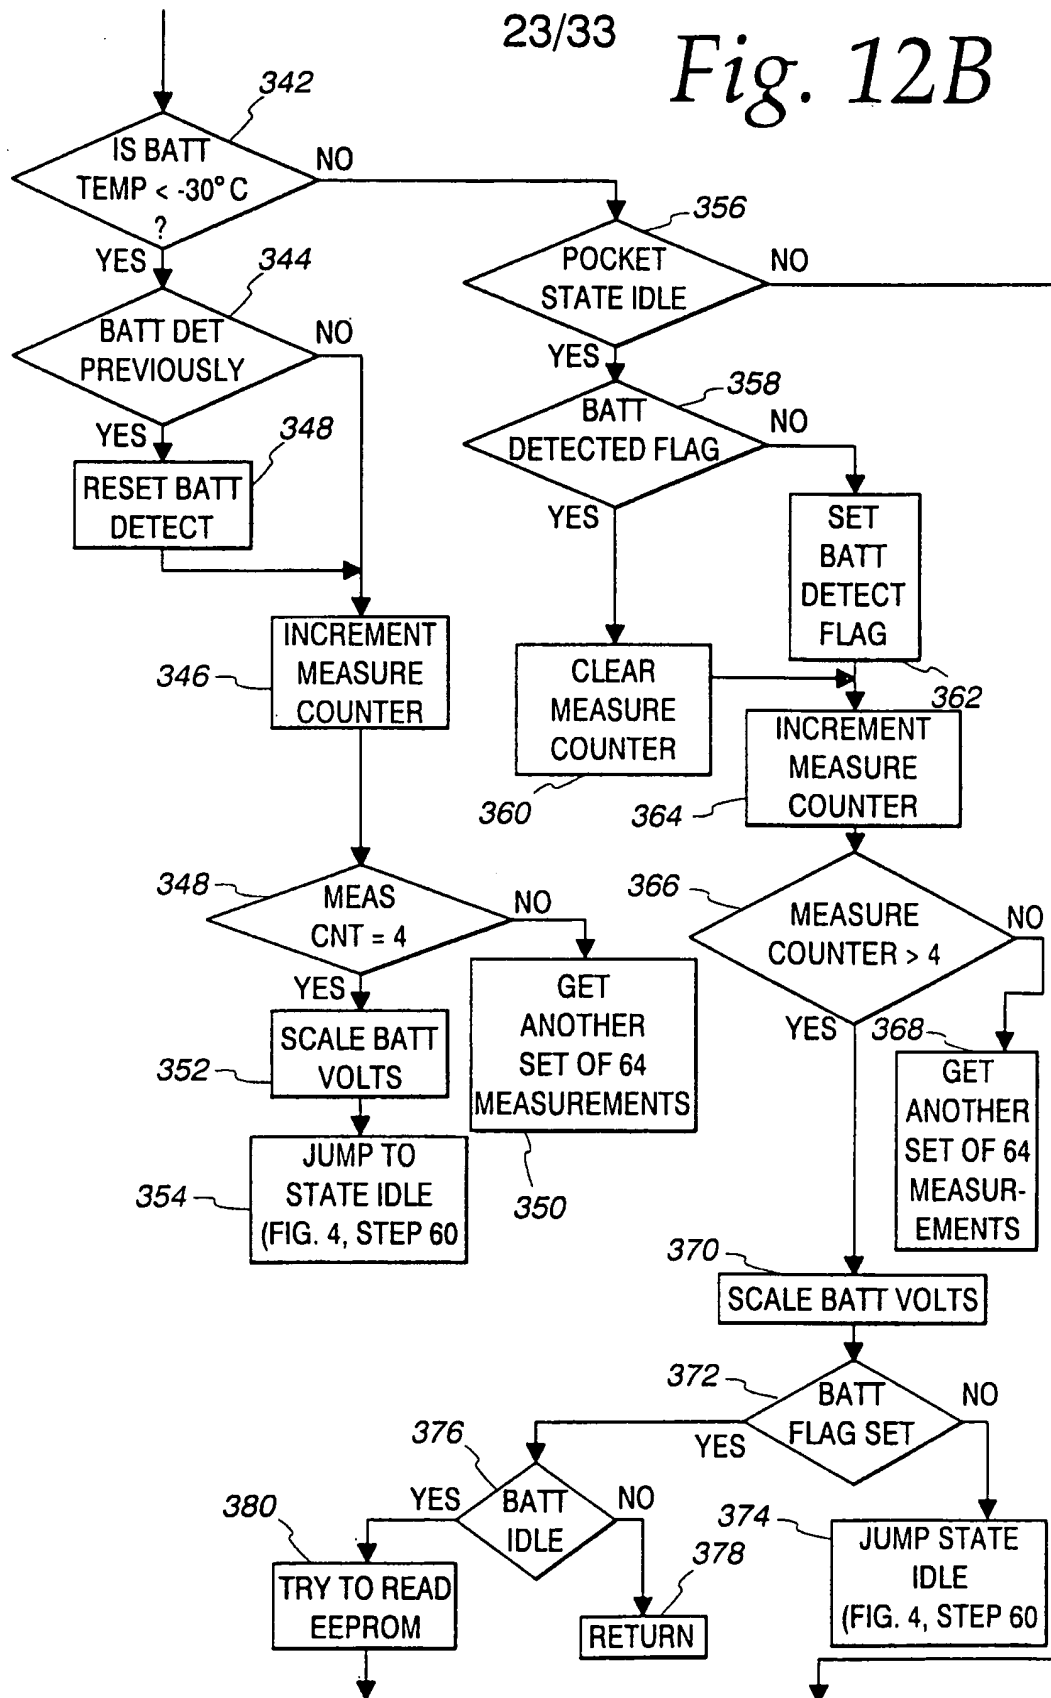 23/33
Fig. 12B
342
IS BATT
TEMP < -30° C
?
NO
YES
344
BATT DET
PREVIOUSLY
NO
YES
348
RESET BATT
DETECT
346
INCREMENT
MEASURE
COUNTER
348
MEAS
CNT = 4
NO
YES
352
SCALE BATT
VOLTS
GET
ANOTHER
SET OF 64
MEASUREMENTS
350
354
JUMP TO
STATE IDLE
(FIG. 4, STEP 60
356
POCKET
STATE IDLE
NO
YES
358
BATT
DETECTED FLAG
NO
YES
SET
BATT
DETECT
FLAG
362
CLEAR
MEASURE
COUNTER
360
364
INCREMENT
MEASURE
COUNTER
366
MEASURE
COUNTER > 4
NO
YES
368
GET
ANOTHER
SET OF 64
MEASUR-
EMENTS
370
SCALE BATT VOLTS
372
BATT
FLAG SET
NO
YES
374
JUMP STATE
IDLE
(FIG. 4, STEP 60
376
BATT
IDLE
YES
NO
378
RETURN
380
TRY TO READ
EEPROM